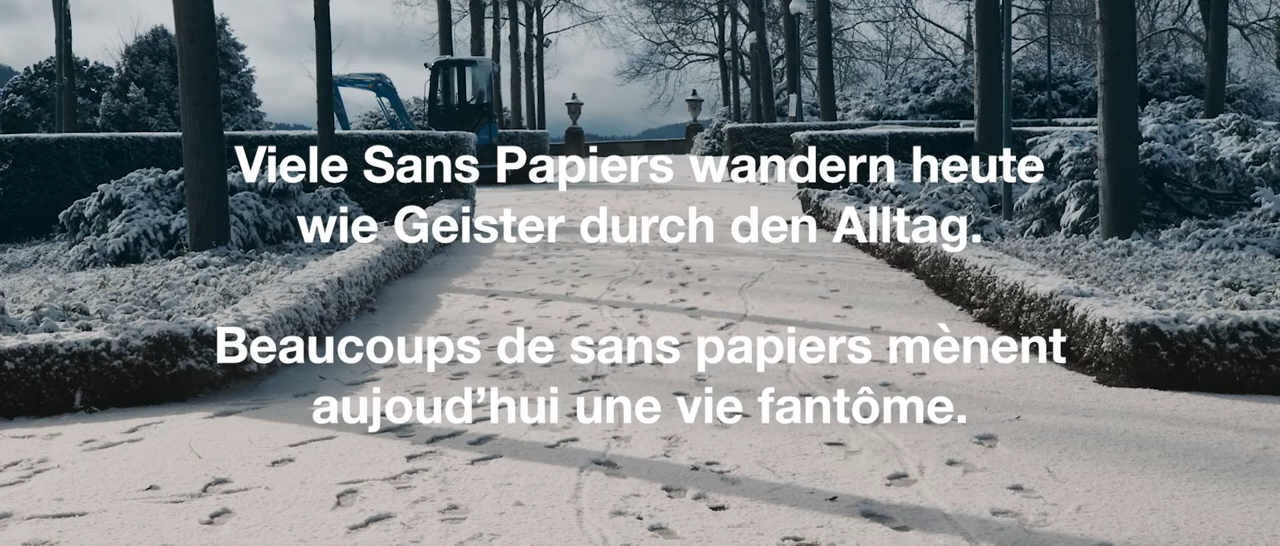 Viele Sans Papiers wandern heute
wie Geister durch den Alltag.
Beaucoups de sans papiers mènent
aujoud’hui une vie fantôme.